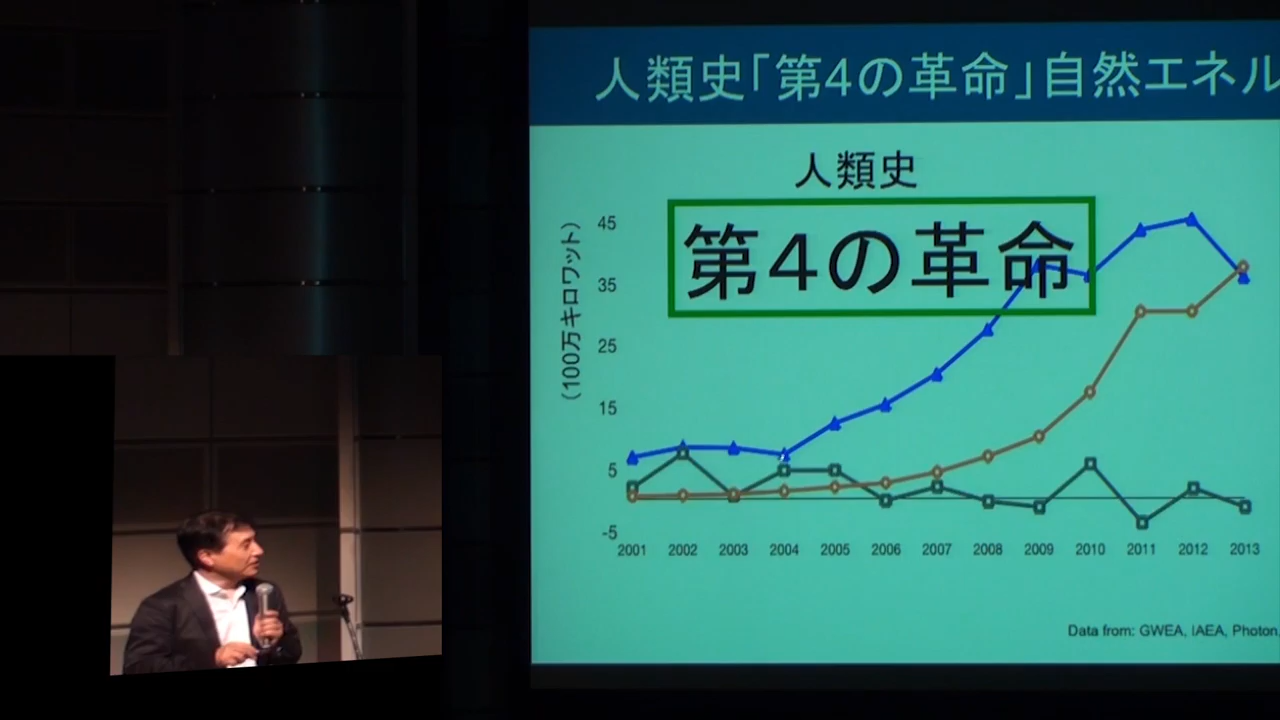 人類史「第4の革命」自然エネル
人類史
第4の革命
(100万キロワット)
45
35
25
15
5
-5
2001 2002 2003 2004 2005 2006 2007 2008 2009 2010 2011 2012 2013
Data from: GWEA, IAEA, Photon,